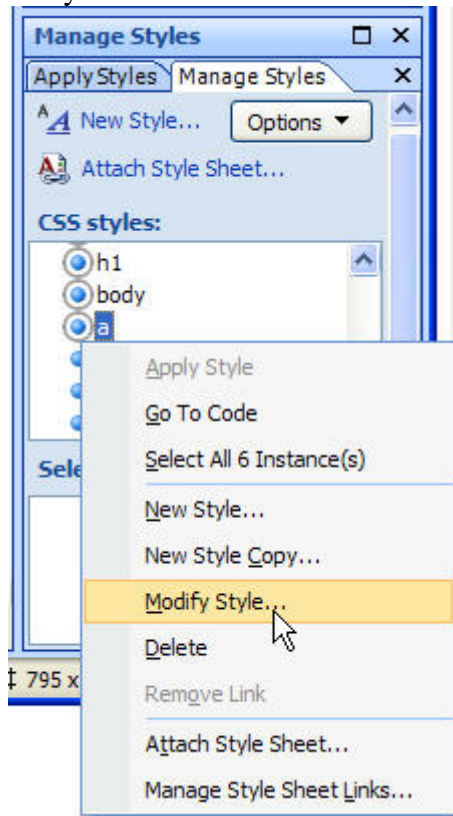 Manage Styles
Apply Styles Manage Styles
New Style... Options
Attach Style Sheet...
CSS styles:
h1
body
a
Apply Style
Go To Code
Select All 6 Instance(s)
Sele
New Style...
New Style Copy...
Modify Style...
Delete
795 x
Remove Link
Attach Style Sheet...
Manage Style Sheet Links...